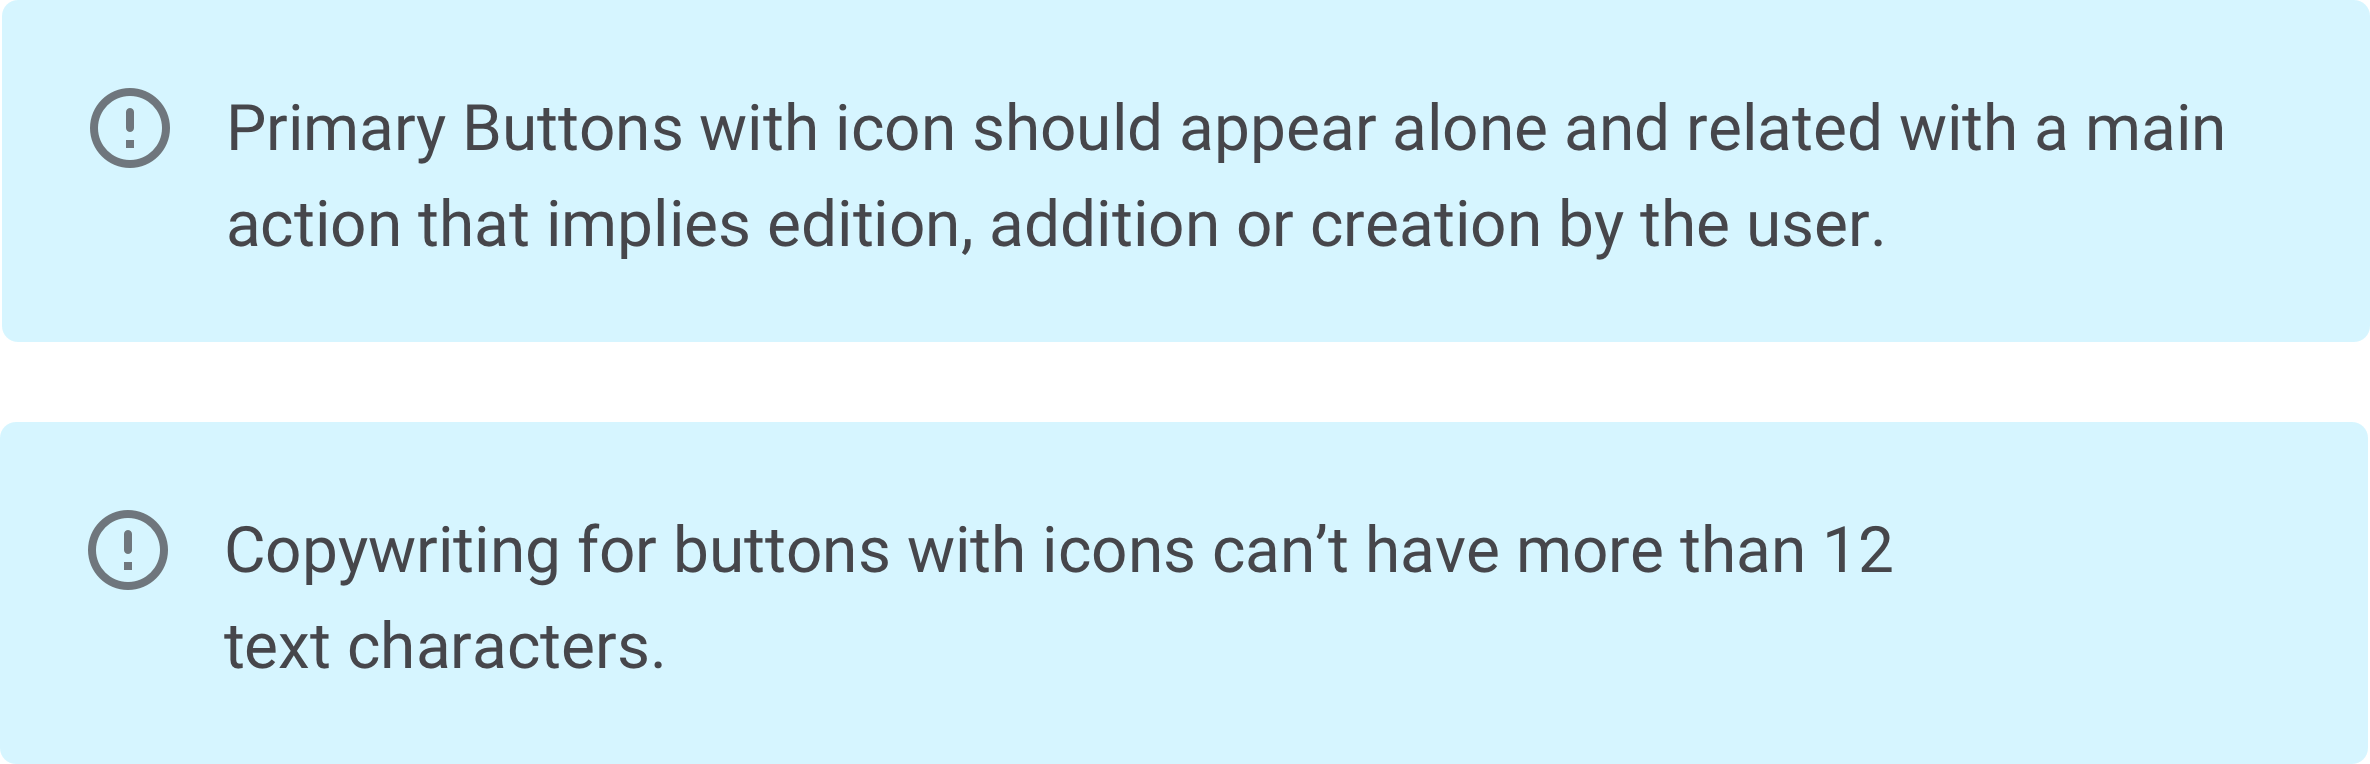 Primary Buttons with icon should appear alone and related with a main
action that implies edition, addition or creation by the user.
Copywriting for buttons with icons can’t have more than 12
text characters.